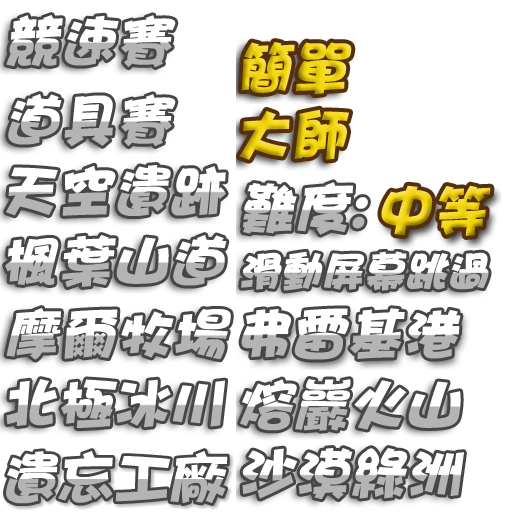 競速賽
道具賽
天空遺跡
楓葉山道
摩爾牧場
北極冰川
遺忘工廠
簡單
大師
難度:中等
滑動屏幕跳過
弗雷基港
熔巖火山
沙漠綠洲